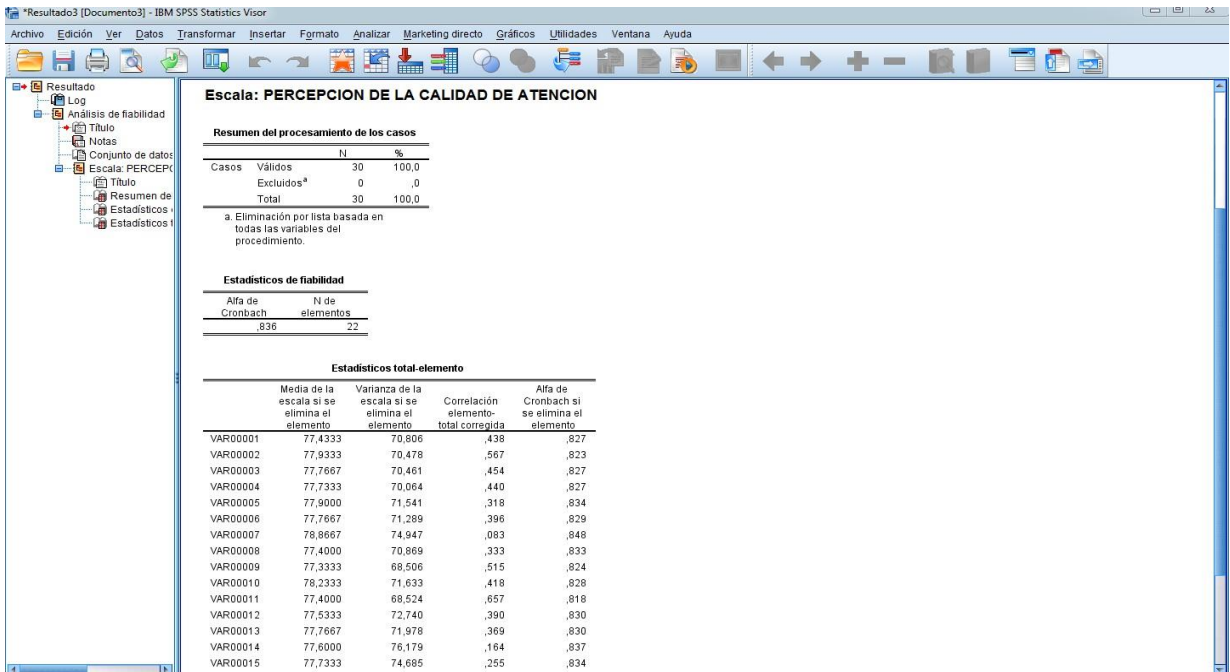 *Resultado3 [Documento3] - IBM SPSS Statistics Visor
Archivo Edición Ver Datos Transformar Insertar Formato Analizar Marketing directo Gráficos Utilidades Ventana Ayuda
Resultado
Log
Análisis de fiabilidad
Título
Notas
Conjunto de datos
Escala: PERCEP(
Título
Resumen de
Estadísticos
Estadísticos t
Escala: PERCEPCION DE LA CALIDAD DE ATENCION
Resumen del procesamiento de los casos
N %
Casos Válidos 30 100,0
Excluidosa 0 ,0
Total 30 100,0
a. Eliminación por lista basada en
todas las variables del
procedimiento.
Estadísticos de fiabilidad
Alfa de N de
Cronbach elementos
,836 22
Estadísticos total-elemento
Media de la Varianza de la Alfa de
escala si se escala si se Correlación Cronbach si
elimina el elimina el elemento- se elimina el
elemento elemento total corregida elemento
VAR00001 77,4333 70,806 ,438 ,827
VAR00002 77,9333 70,478 ,567 ,823
VAR00003 77,7667 70,461 ,454 ,827
VAR00004 77,7333 70,064 ,440 ,827
VAR00005 77,9000 71,541 ,318 ,834
VAR00006 77,7667 71,289 ,396 ,829
VAR00007 78,8667 74,947 ,083 ,848
VAR00008 77,4000 70,869 ,333 ,833
VAR00009 77,3333 68,506 ,515 ,824
VAR00010 78,2333 71,633 ,418 ,828
VAR00011 77,4000 68,524 ,657 ,818
VAR00012 77,5333 72,740 ,390 ,830
VAR00013 77,7667 71,978 ,369 ,830
VAR00014 77,6000 76,179 ,164 ,837
VAR00015 77,7333 74,685 ,255 ,834